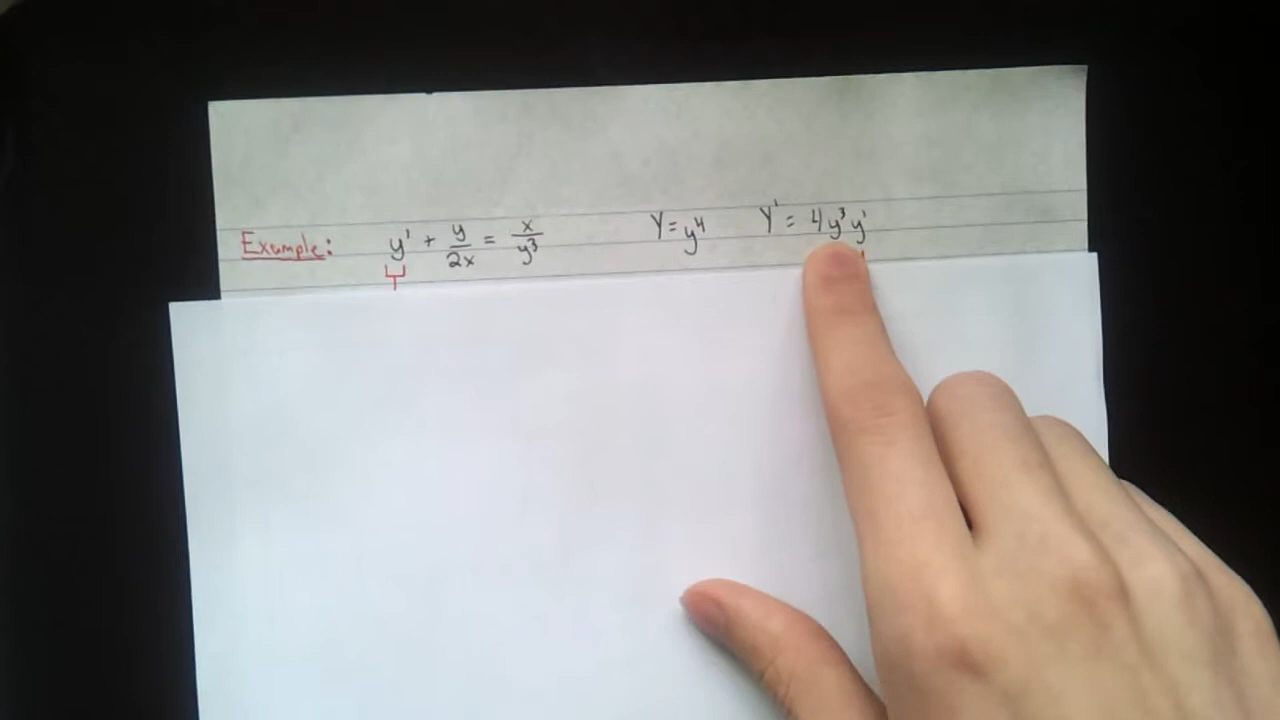 Example: y' + y/2x = x/y³ Y = y⁴ Y' = 4y³y'